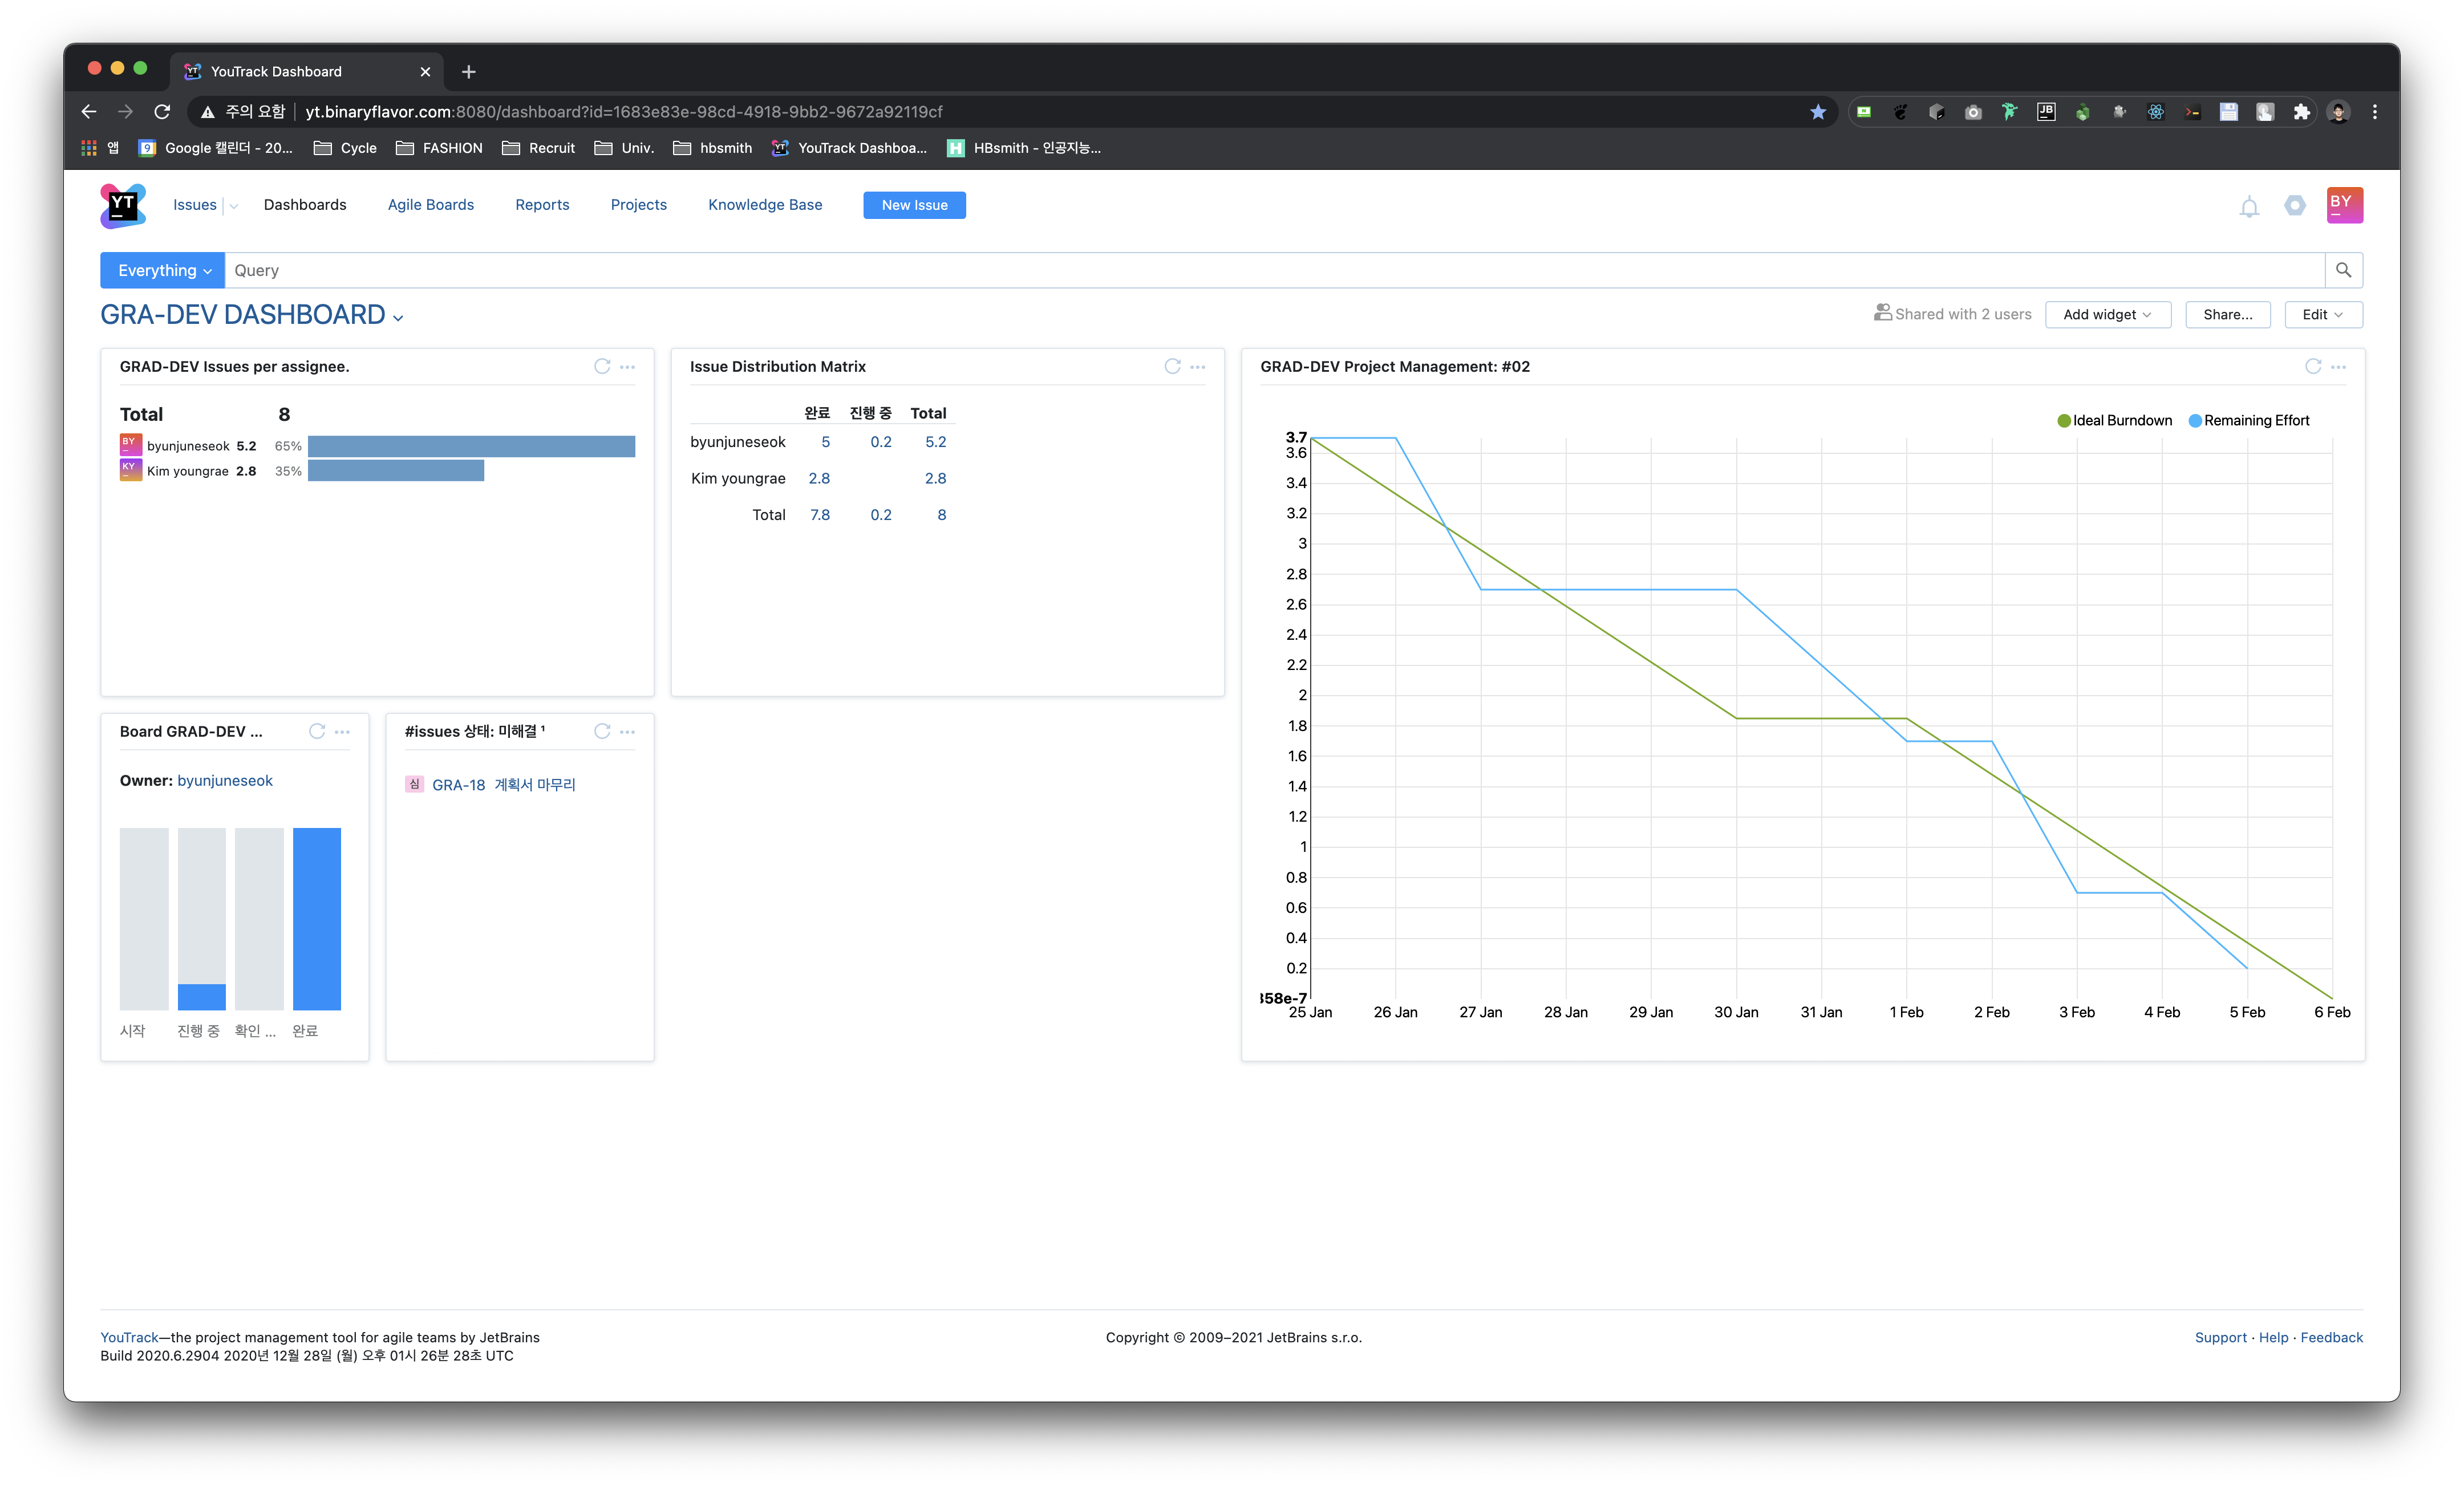 YouTrack Dashboard
주의 요함 yt.binaryflavor.com:8080/dashboard?id=1683e83e-98cd-4918-9bb2-9672a92119cf
앱 9 Google 캘린더 - 20... Cycle FASHION Recruit Univ. hbsmith YouTrack Dashboa... H HBsmith - 인공지능...
YT Issues Dashboards Agile Boards Reports Projects Knowledge Base New Issue BY
Everything Query
GRA-DEV DASHBOARD Shared with 2 users Add widget Share... Edit
GRAD-DEV Issues per assignee.
Total 8
BY byunjuneseok 5.2 65%
KY Kim youngrae 2.8 35%
Issue Distribution Matrix
완료 진행 중 Total
byunjuneseok 5 0.2 5.2
Kim youngrae 2.8 2.8
Total 7.8 0.2 8
GRAD-DEV Project Management: #02
Ideal Burndown Remaining Effort
3.7
3.6
3.4
3.2
3
2.8
2.6
2.4
2.2
2
1.8
1.6
1.4
1.2
1
0.8
0.6
0.4
0.2
358e-7
25 Jan 26 Jan 27 Jan 28 Jan 29 Jan 30 Jan 31 Jan 1 Feb 2 Feb 3 Feb 4 Feb 5 Feb 6 Feb
Board GRAD-DEV ...
Owner: byunjuneseok
시작 진행 중 확인 ... 완료
#issues 상태: 미해결 1
심 GRA-18 계획서 마무리
YouTrack—the project management tool for agile teams by JetBrains
Build 2020.6.2904 2020년 12월 28일 (월) 오후 01시 26분 28초 UTC
Copyright © 2009–2021 JetBrains s.r.o.
Support · Help · Feedback